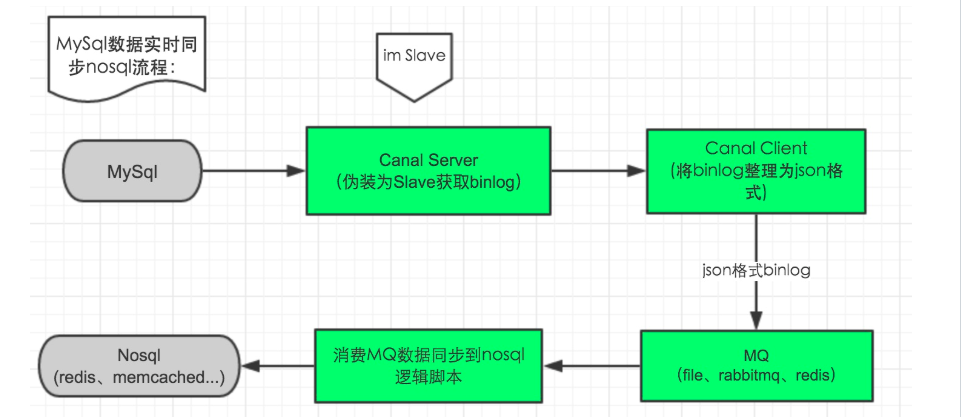 MySql数据实时同
步nosql流程：
im Slave
MySql
Canal Server
（伪装为Slave获取binlog）
Canal Client
(将binlog整理为json格
式)
json格式binlog
Nosql
(redis、memcached...)
消费MQ数据同步到nosql
逻辑脚本
MQ
（file、rabbitmq、redis）